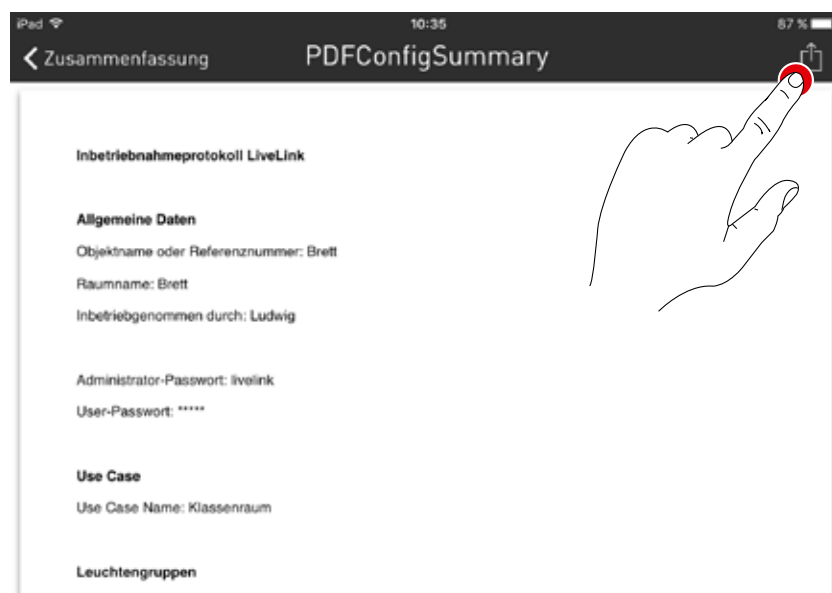 iPad 10:35 87 %
Zusammenfassung PDFConfigSummary
Inbetriebnahmeprotokoll LiveLink
Allgemeine Daten
Objektname oder Referenznummer: Brett
Raumname: Brett
Inbetriebgenommen durch: Ludwig
Administrator-Passwort: livelink
User-Passwort: *****
Use Case
Use Case Name: Klassenraum
Leuchtengruppen